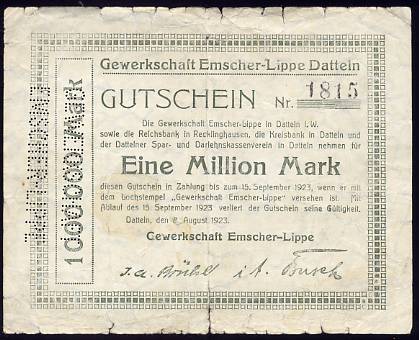 Gewerkschaft Emscher-Lippe Datteln
GUTSCHEIN Nr. 1815
Die Gewerkschaft Emscher-Lippe in Datteln i. W.
sowie die Reichsbank in Recklinghausen, die Kreisbank in Datteln und
der Dattelner Spar- und Darlehnskassenverein in Datteln nehmen für
Eine Million Mark
diesen Gutschein in Zahlung bis zum 15. September 1923, wenn er mit
dem Lochstempel „Gewerkschaft Emscher-Lippe" versehen ist. Mit
Ablauf des 15. September 1923 verliert der Gutschein seine Gültigkeit.
Datteln, den 8. August 1923.
Gewerkschaft Emscher-Lippe
i. A.
1000000 Mark